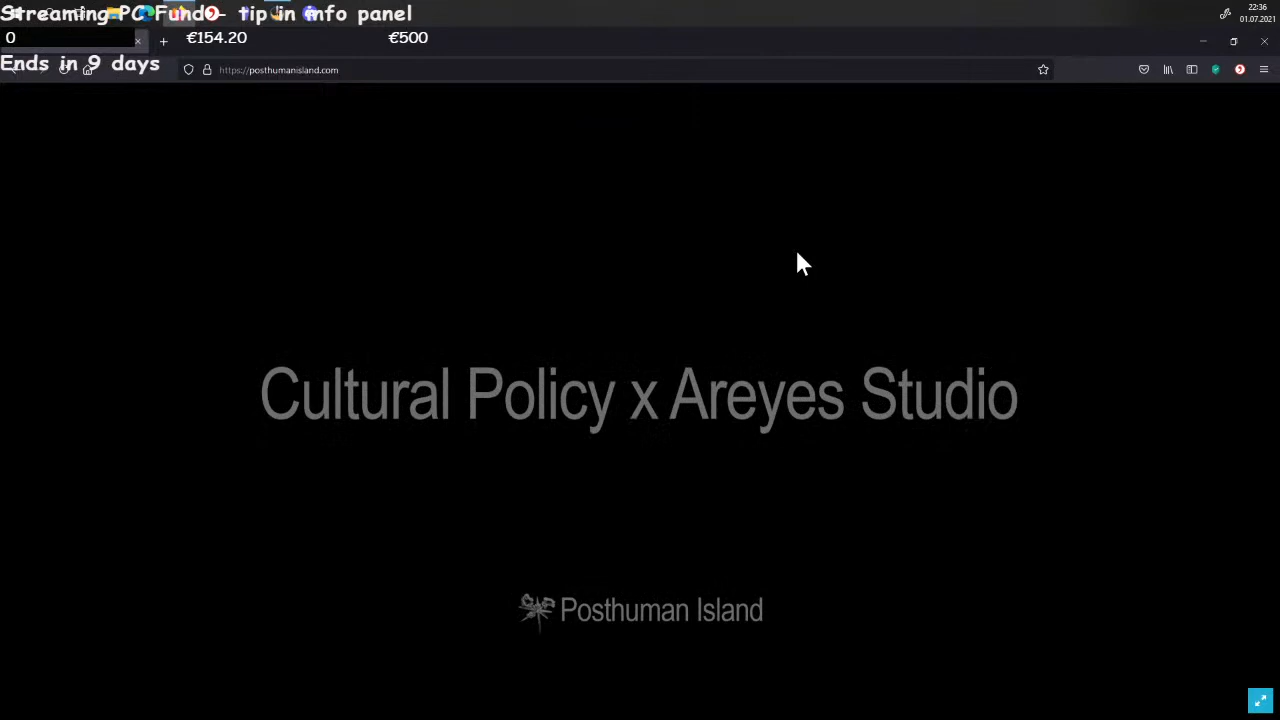 Streaming PC Fund - tip in info panel
22:36
01.07.2021
0 €154.20 €500
Ends in 9 days
https://posthumanisland.com
Cultural Policy x Areyes Studio
Posthuman Island